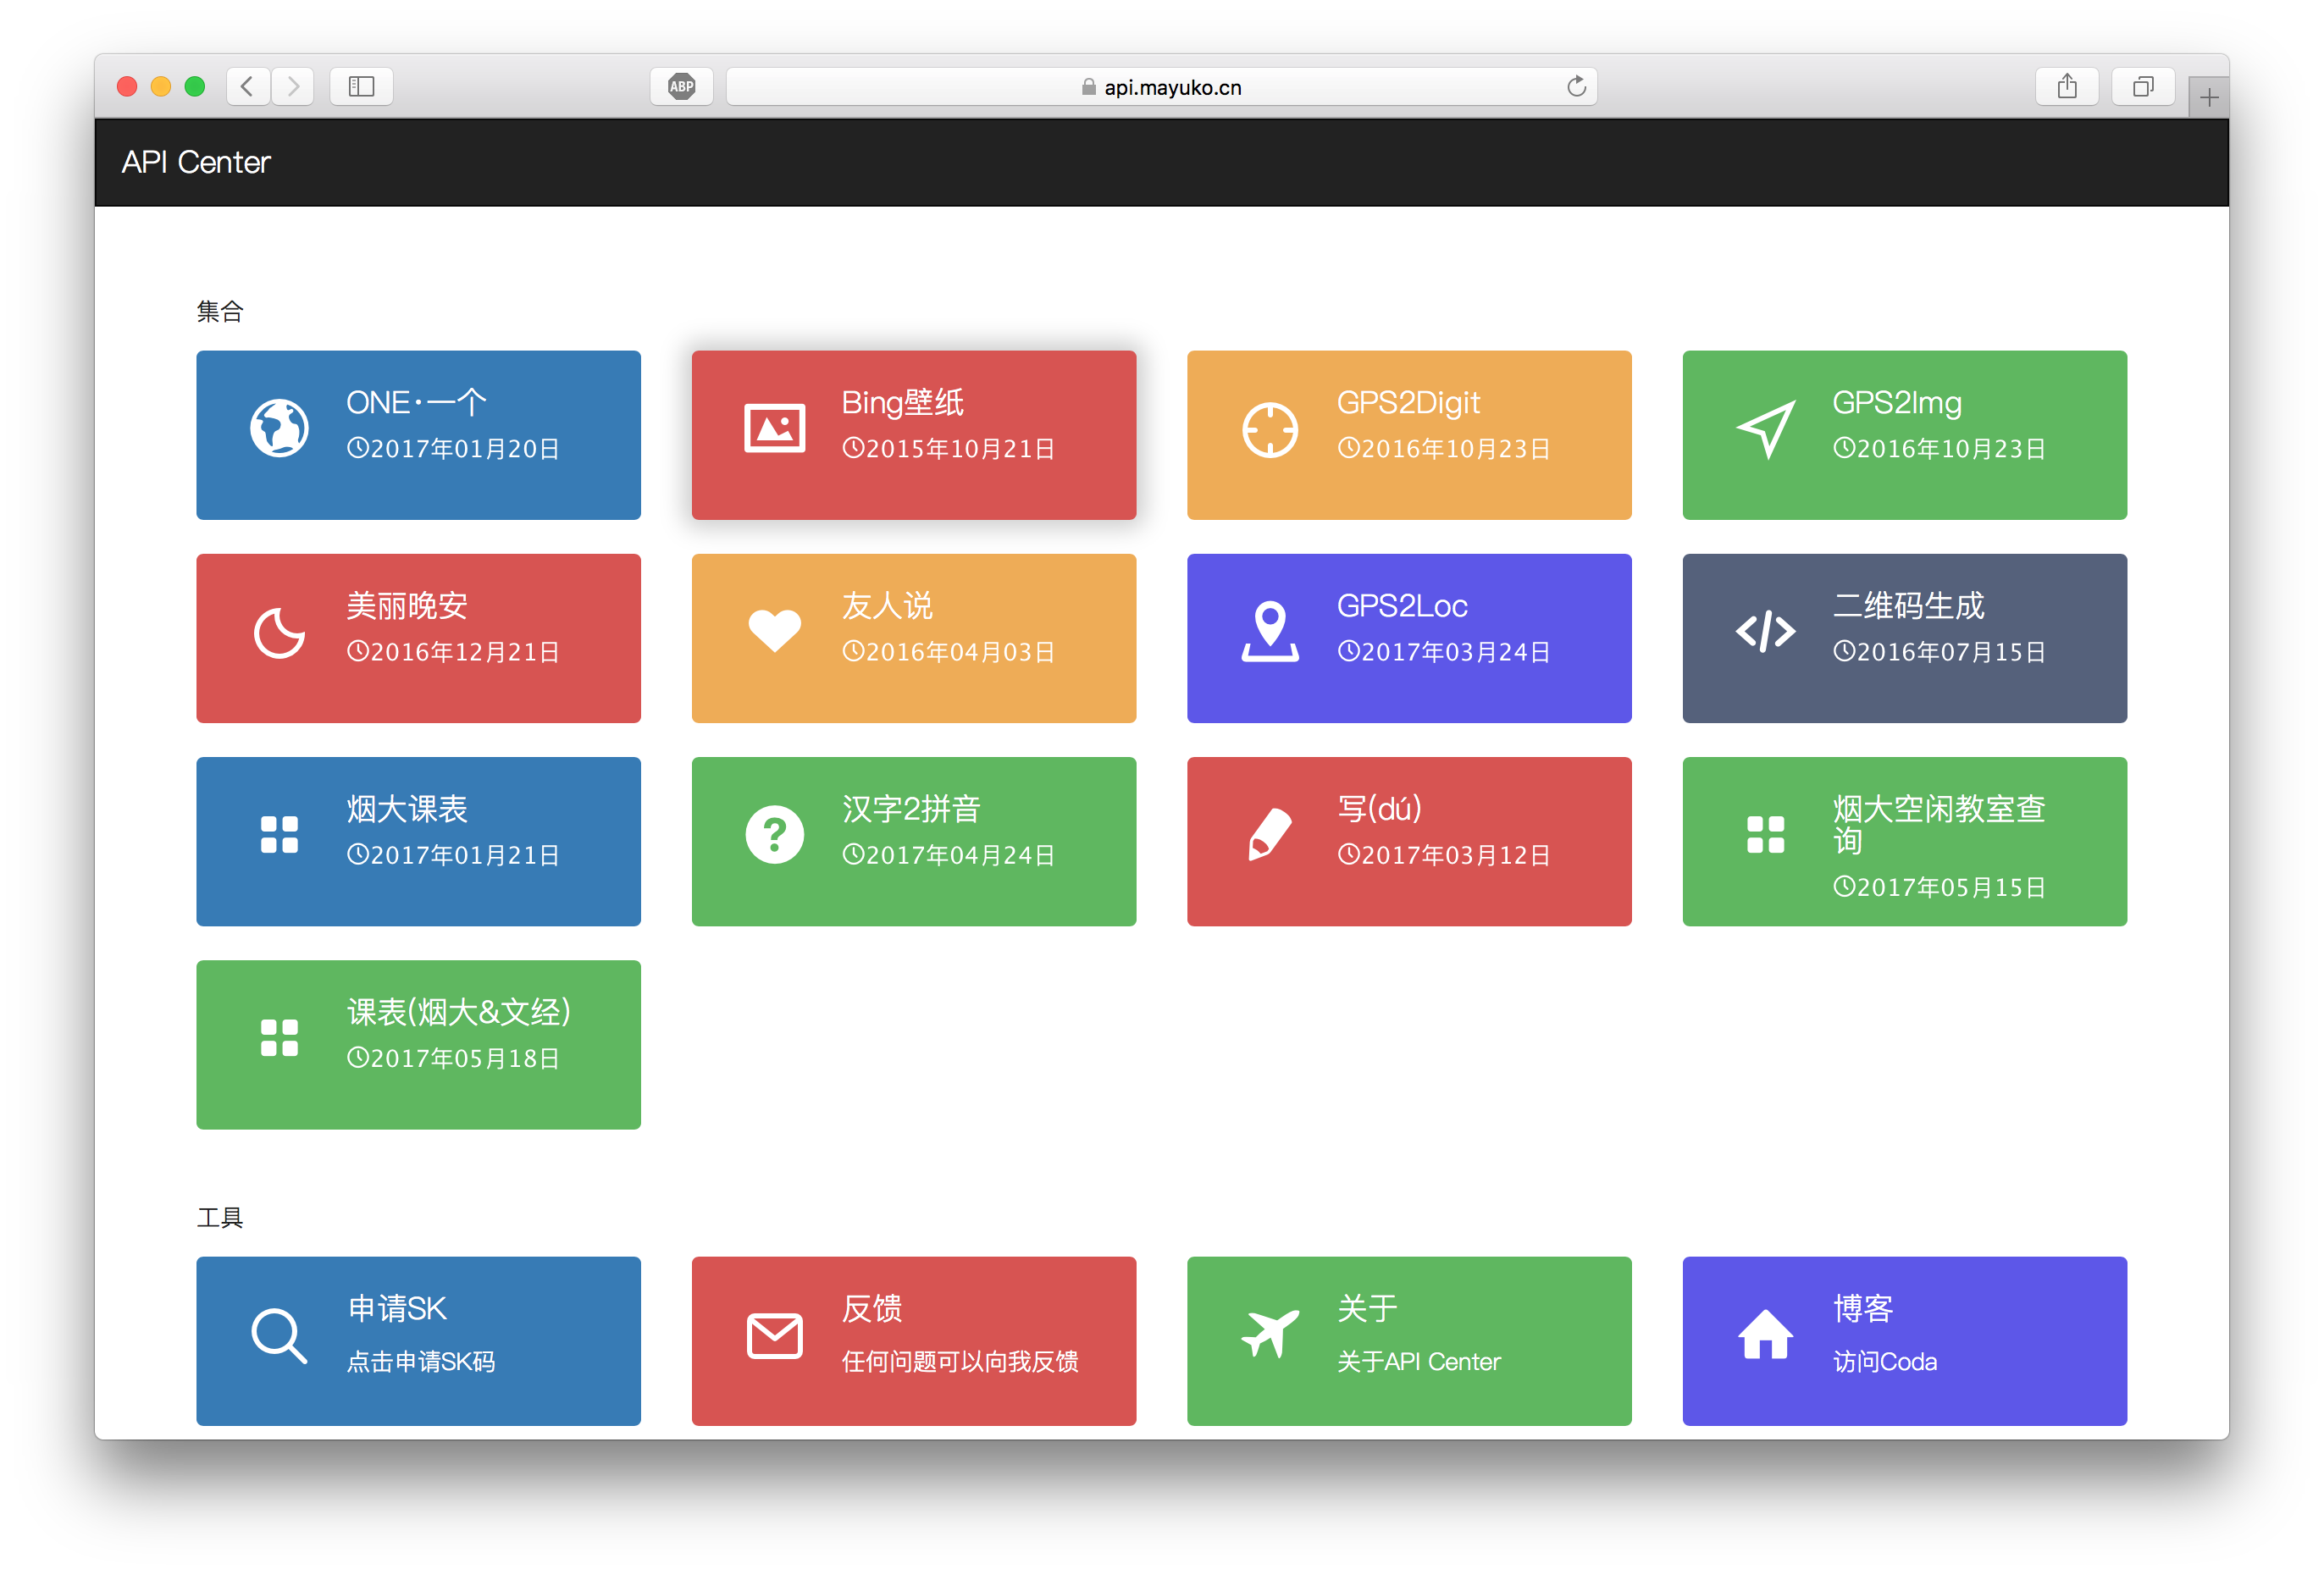 ABP
api.mayuko.cn
API Center
集合
ONE·一个
2017年01月20日
Bing壁纸
2015年10月21日
GPS2Digit
2016年10月23日
GPS2Img
2016年10月23日
美丽晚安
2016年12月21日
友人说
2016年04月03日
GPS2Loc
2017年03月24日
二维码生成
2016年07月15日
烟大课表
2017年01月21日
汉字2拼音
2017年04月24日
写(dú)
2017年03月12日
烟大空闲教室查
询
2017年05月15日
课表(烟大&文经)
2017年05月18日
工具
申请SK
点击申请SK码
反馈
任何问题可以向我反馈
关于
关于API Center
博客
访问Coda